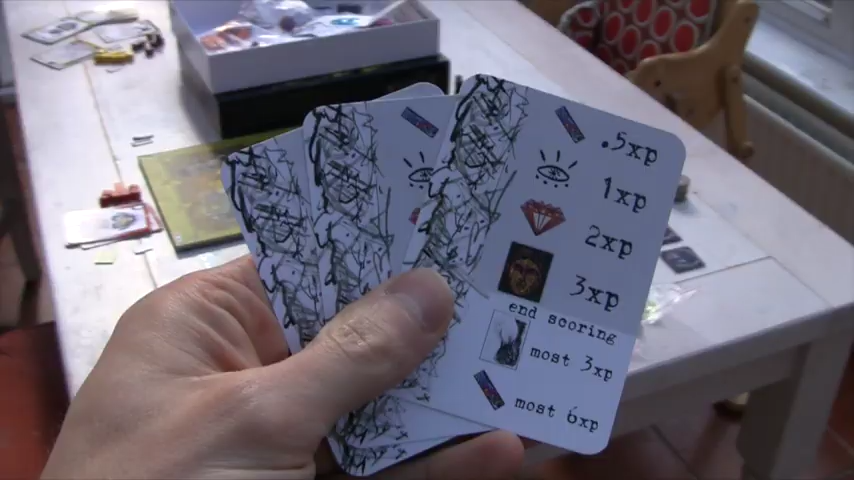 .5xp
1xp
2xp
3xp
end scoring
most 3xp
most 6xp